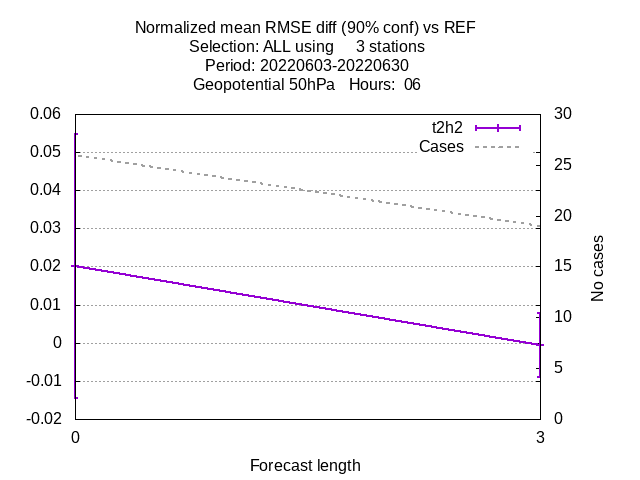 Normalized mean RMSE diff (90% conf) vs REF
Selection: ALL using     3 stations
Period: 20220603-20220630
Geopotential 50hPa   Hours:  06
0.06
0.05
0.04
0.03
0.02
0.01
0
-0.01
-0.02
t2h2
Cases
30
25
20
15
10
5
0
No cases
0
3
Forecast length